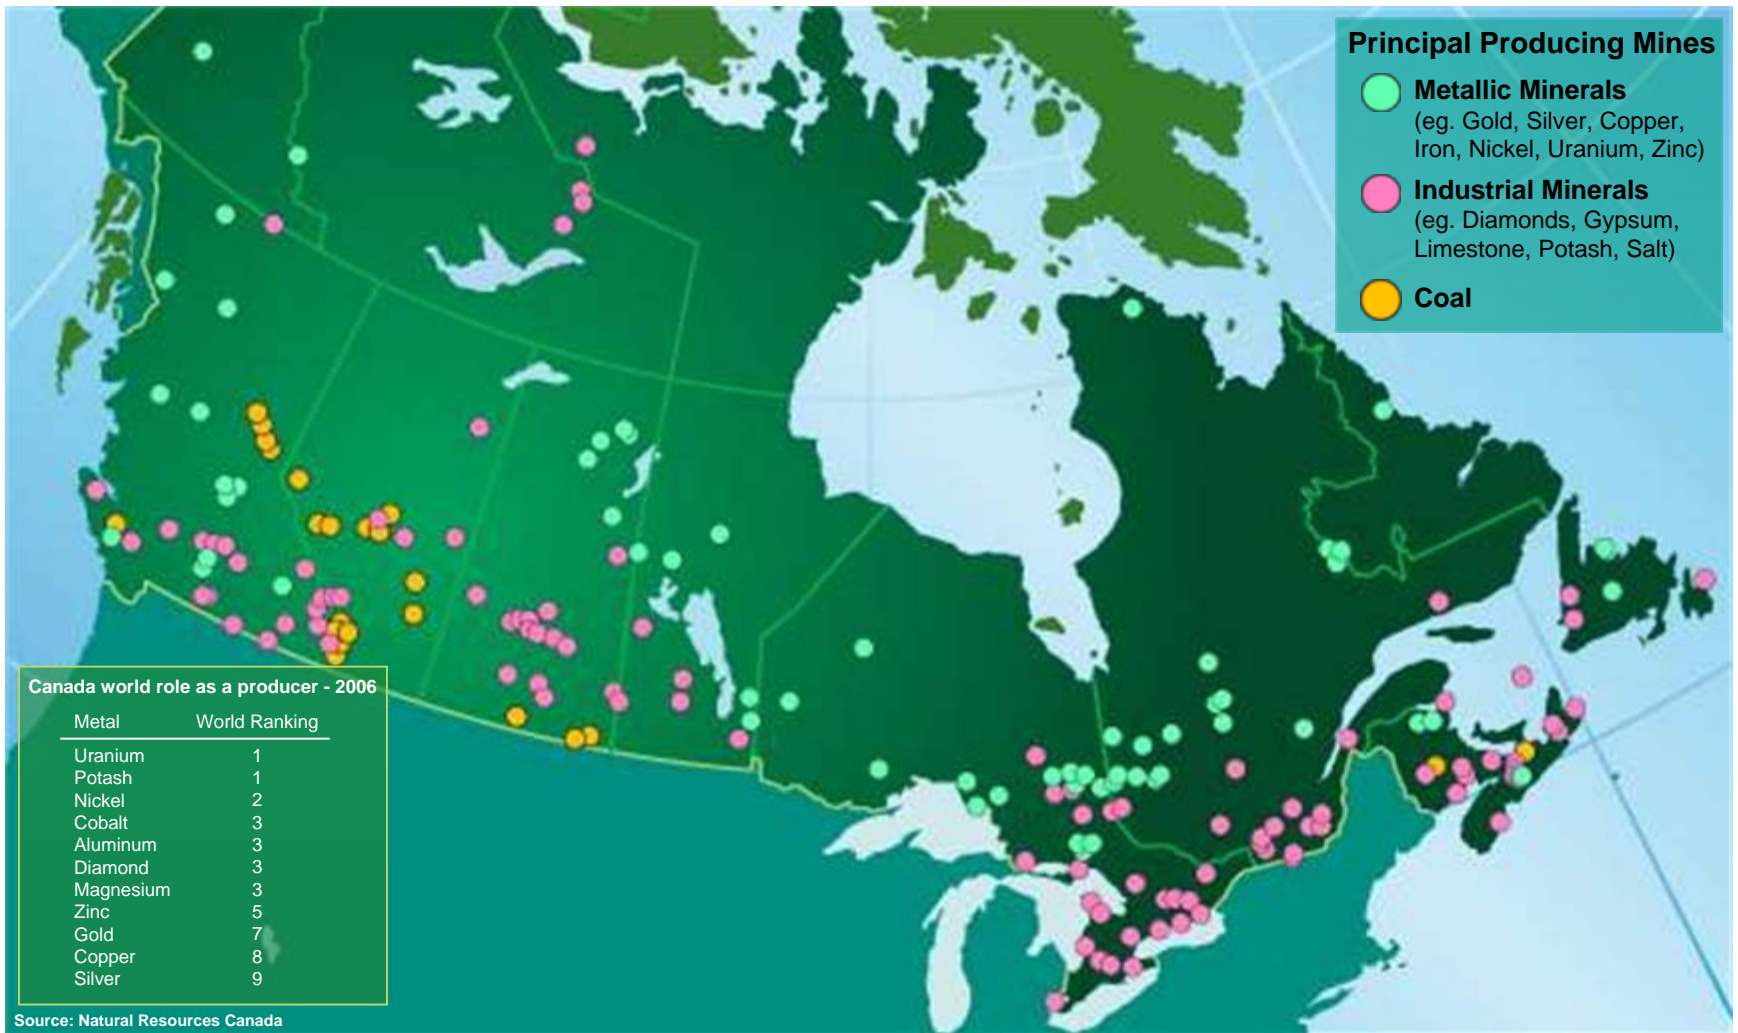 Principal Producing Mines
Metallic Minerals
(eg. Gold, Silver, Copper,
Iron, Nickel, Uranium, Zinc)
Industrial Minerals
(eg. Diamonds, Gypsum,
Limestone, Potash, Salt)
Coal
Canada world role as a producer - 2006
Metal World Ranking
Uranium 1
Potash 1
Nickel 2
Cobalt 3
Aluminum 3
Diamond 3
Magnesium 3
Zinc 5
Gold 7
Copper 8
Silver 9
Source: Natural Resources Canada